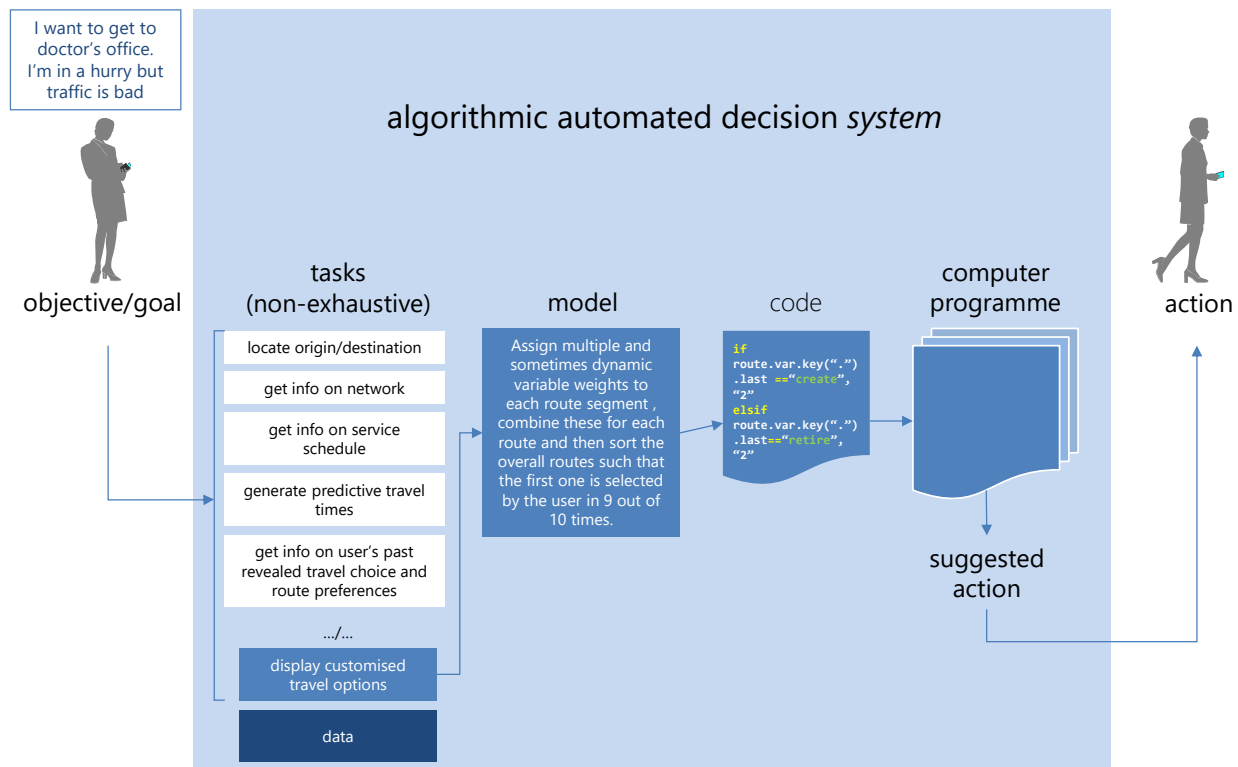 I want to get to
doctor’s office.
I’m in a hurry but
traffic is bad
algorithmic automated decision system
objective/goal
tasks
(non-exhaustive)
locate origin/destination
get info on network
get info on service
schedule
generate predictive travel
times
get info on user’s past
revealed travel choice and
route preferences
.../...
display customised
travel options
data
model
Assign multiple and
sometimes dynamic
variable weights to
each route segment ,
combine these for each
route and then sort the
overall routes such that
the first one is selected
by the user in 9 out of
10 times.
code
if
route.var.key(“.”)
.last ==“create”,
“2”
elsif
route.var.key(“.”)
.last==“retire”,
“2”
computer
programme
suggested
action
action